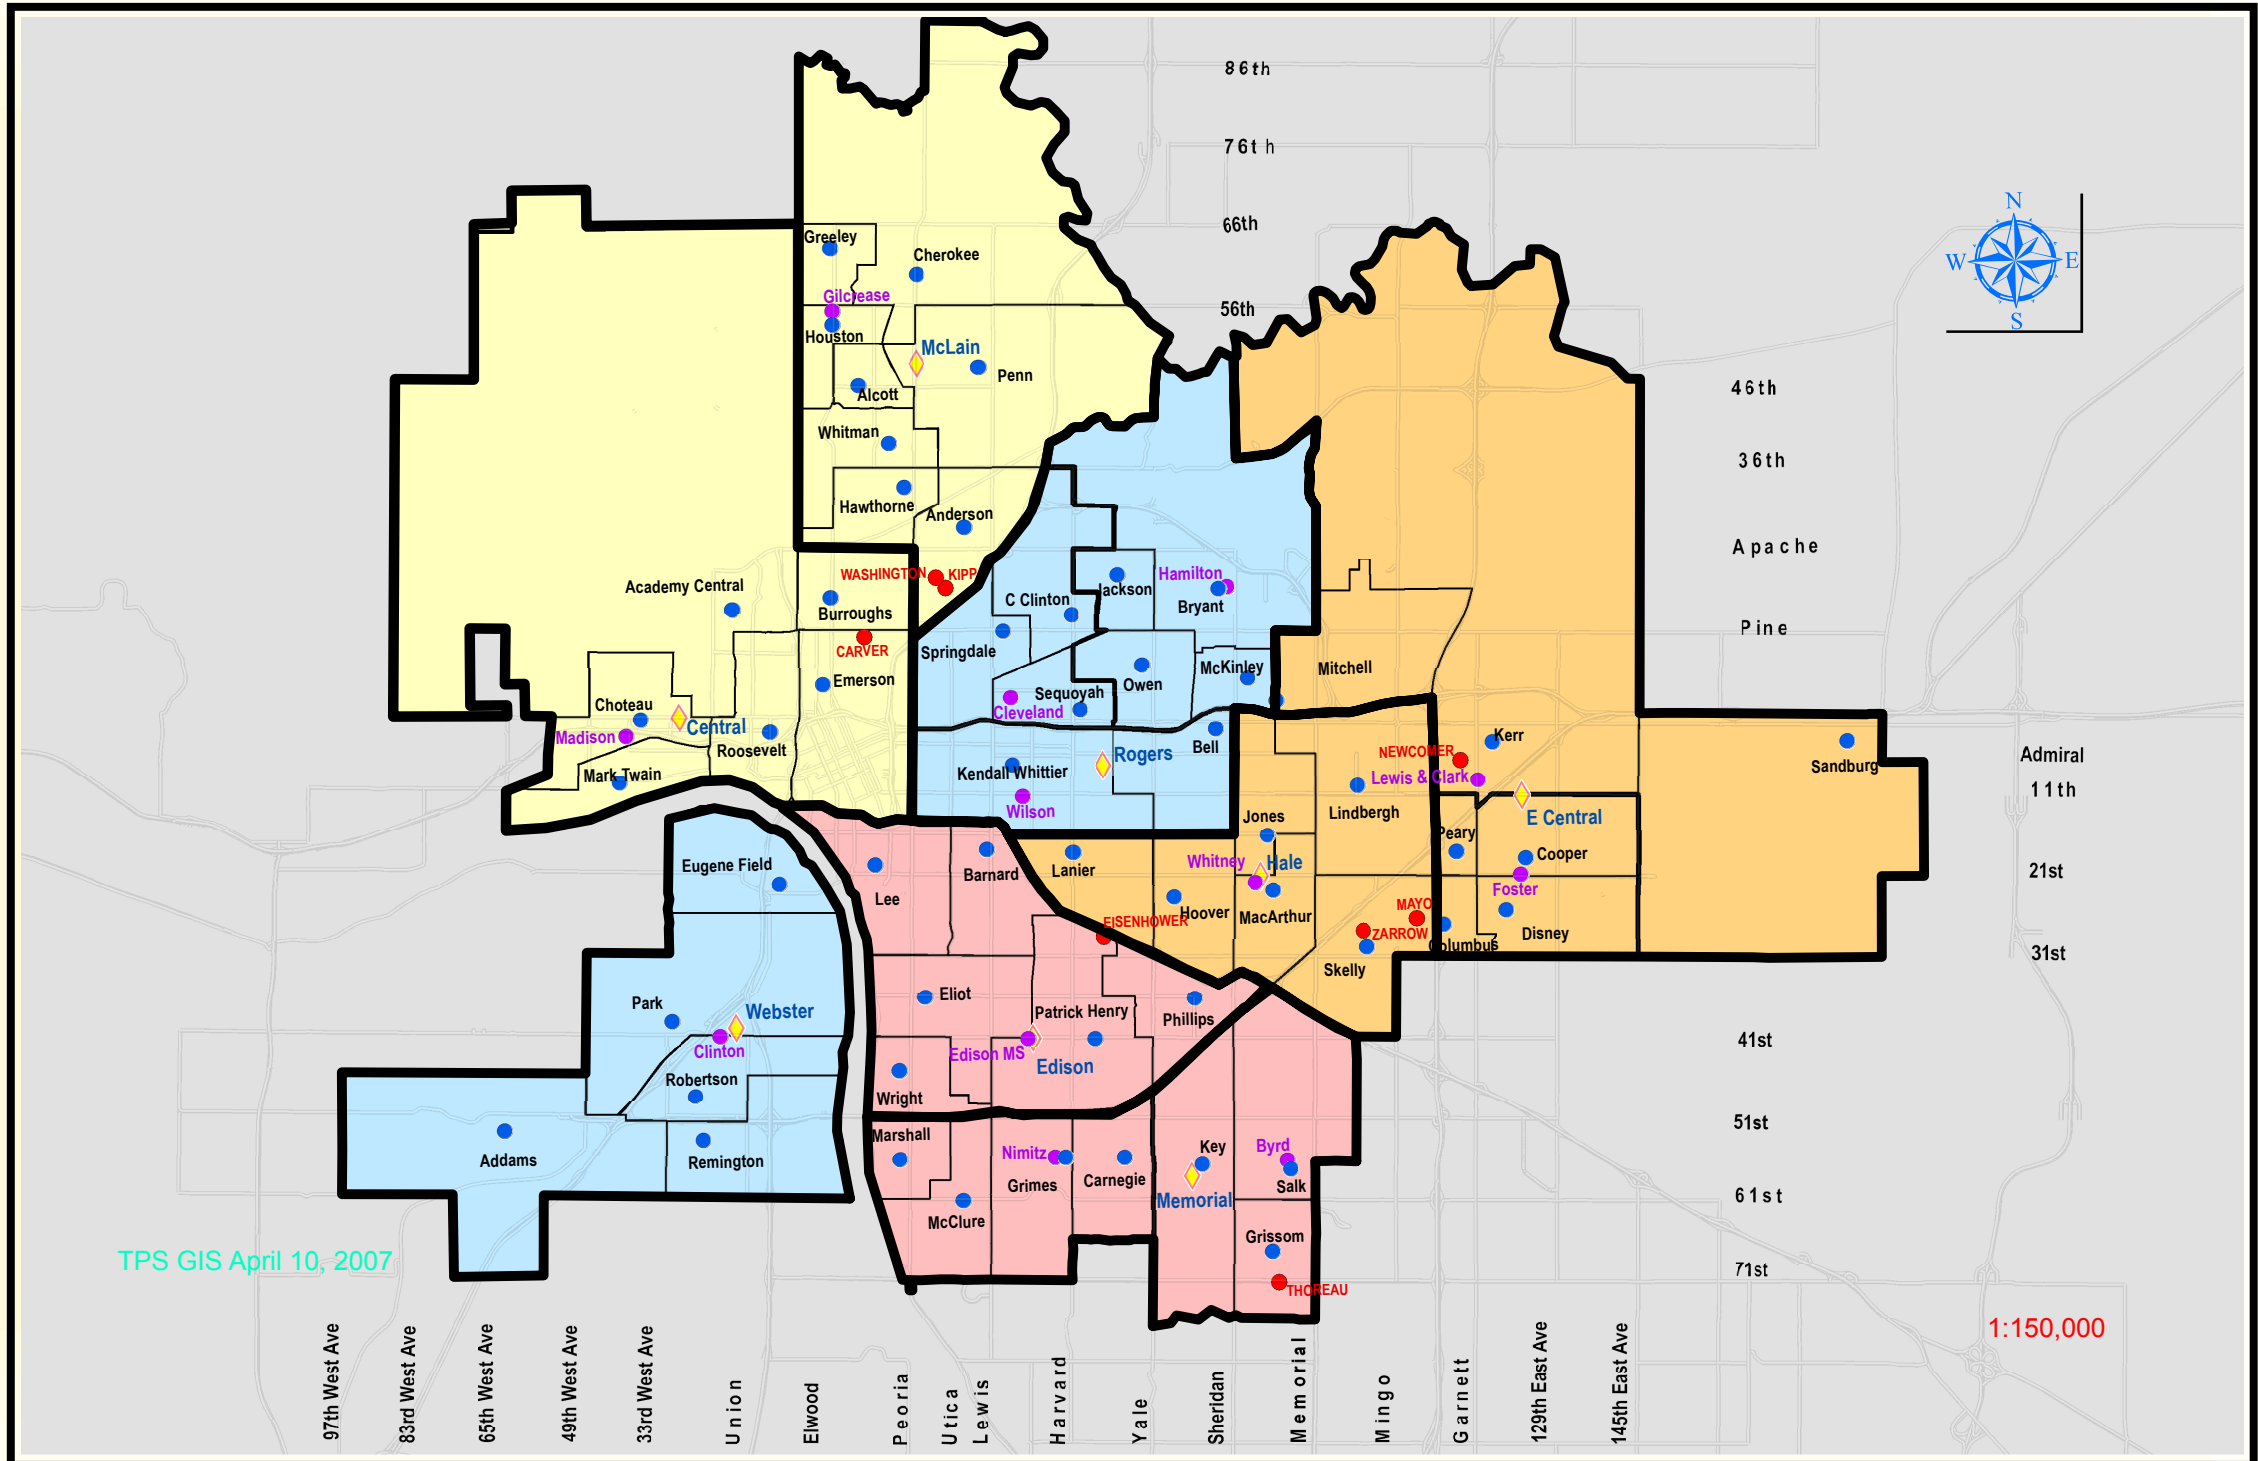 86th
76th
N
W
E
S
66th
Greeley
Cherokee
Gilcrease
56th
Houston
McLain
Penn
Alcott
46th
Whitman
36th
Hawthorne
Anderson
Apache
WASHINGTON
KIPP
Academy Central
Burroughs
C Clinton
Jackson
Hamilton
Bryant
Pine
CARVER
Springdale
Emerson
McKinley
Mitchell
Choteau
Sequoyah
Owen
Cleveland
Madison
Central
Roosevelt
Bell
Kerr
NEWCOMER
Admiral
Mark Twain
Kendall Whittier
Rogers
Lewis & Clark
Sandburg
11th
Wilson
Jones
Lindbergh
E Central
Peary
Eugene Field
Lee
Barnard
Lanier
Whitney
Hale
Cooper
21st
Foster
Hoover
MacArthur
MAYO
EISENHOWER
ZARROW
Columbus
Disney
31st
Skelly
Park
Webster
Eliot
Patrick Henry
Phillips
Clinton
Edison MS
Edison
41st
Robertson
Wright
Marshall
51st
Addams
Remington
Nimitz
Grimes
Carnegie
Key
Byrd
Salk
Memorial
61st
McClure
Grissom
TPS GIS April 10, 2007
71st
THOREAU
1:150,000
97th West Ave
83rd West Ave
65th West Ave
49th West Ave
33rd West Ave
Union
Elwood
Peoria
Utica
Lewis
Harvard
Yale
Sheridan
Memorial
Mingo
Garnett
129th East Ave
145th East Ave